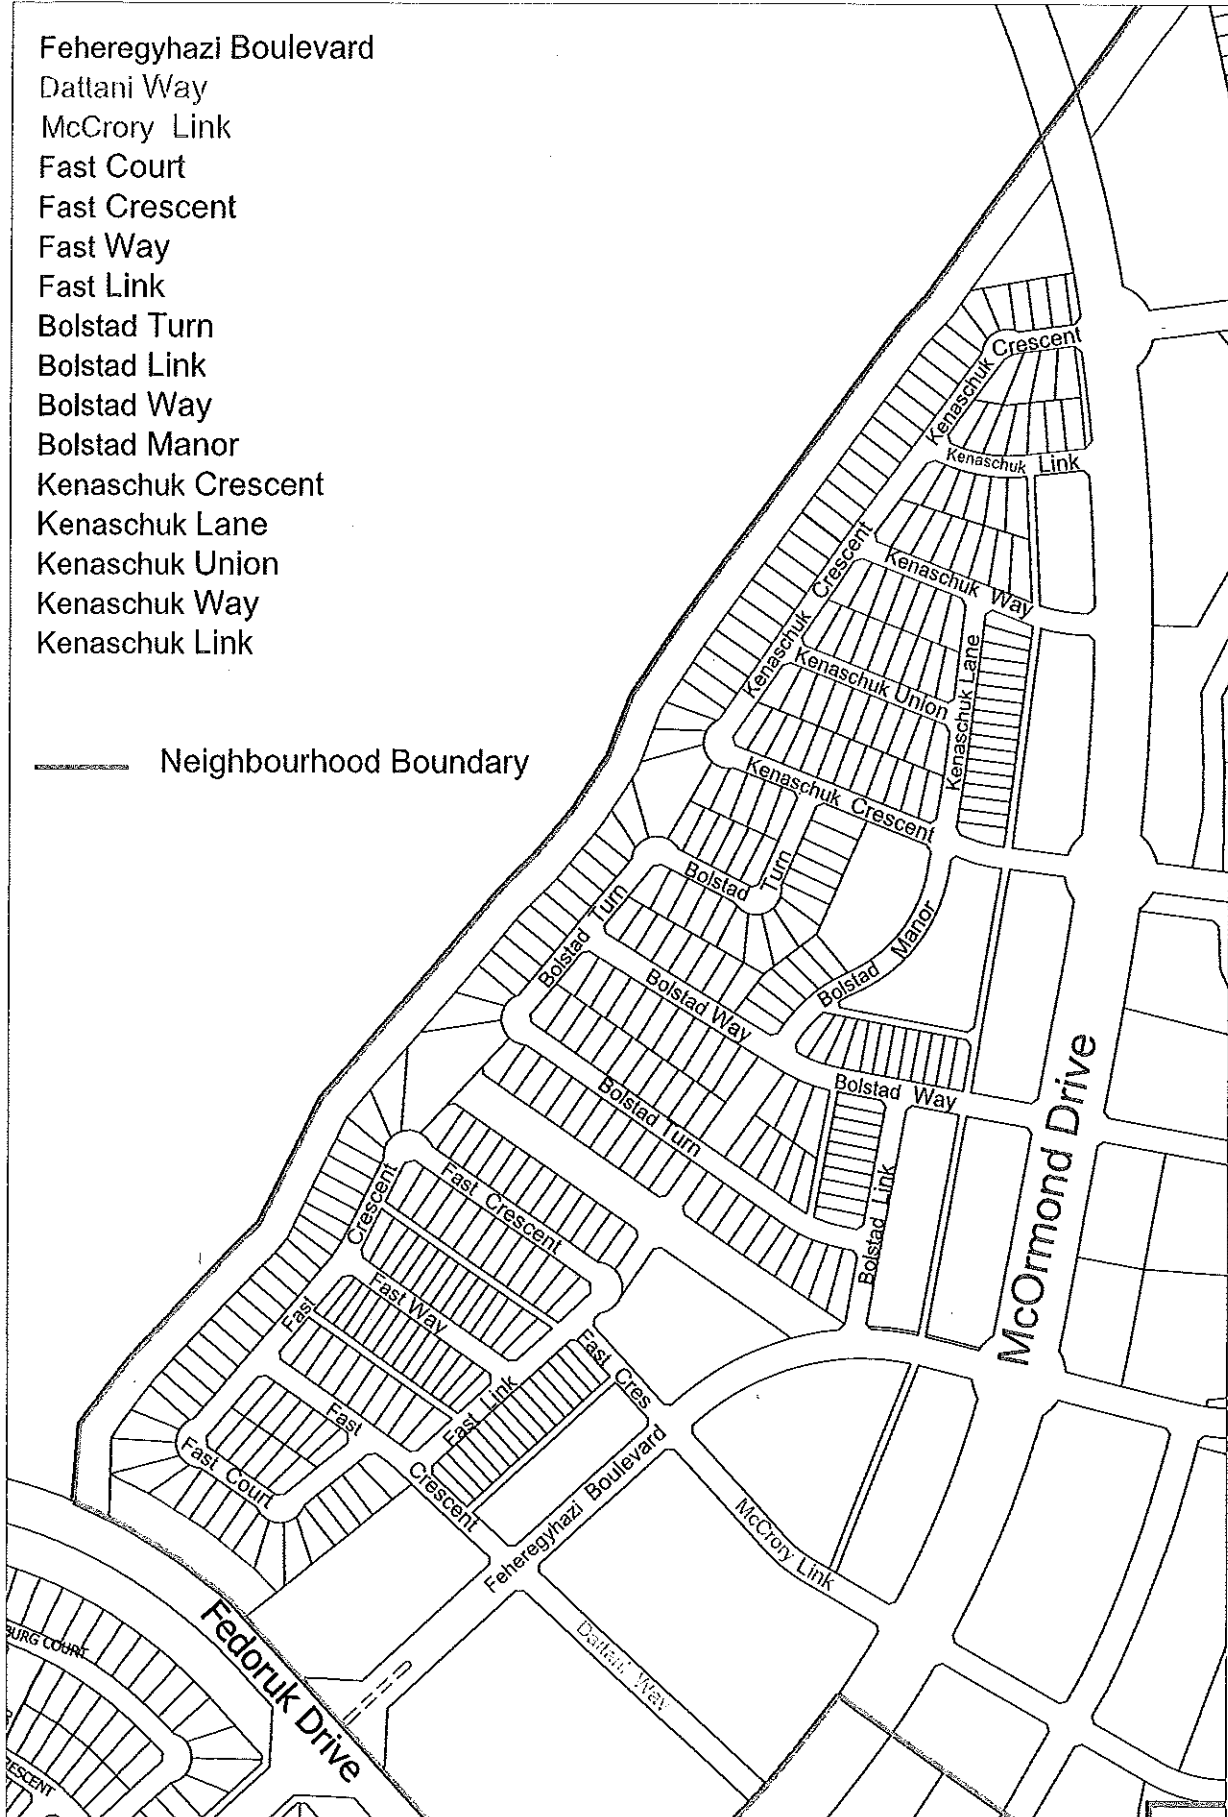 Feheregyhazi Boulevard
Dattani Way
McCrory Link
Fast Court
Fast Crescent
Fast Way
Fast Link
Bolstad Turn
Bolstad Link
Bolstad Way
Bolstad Manor
Kenaschuk Crescent
Kenaschuk Lane
Kenaschuk Union
Kenaschuk Way
Kenaschuk Link
Neighbourhood Boundary
Kenaschuk Crescent
Kenaschuk Link
Kenaschuk Crescent
Kenaschuk Way
Kenaschuk Union
Kenaschuk Lane
Kenaschuk Crescent
Bolstad Turn
Bolstad Turn
Bolstad Manor
Bolstad Way
Bolstad Way
Bolstad Turn
Bolstad Link
McOrmond Drive
Fast Crescent
Fast Crescent
Fast Way
Fast Cres
Fast Link
Fast Crescent
Fast Court
Feheregyhazi Boulevard
McCrory Link
Dattani Way
Fedoruk Drive
BURG COURT
RESCENT